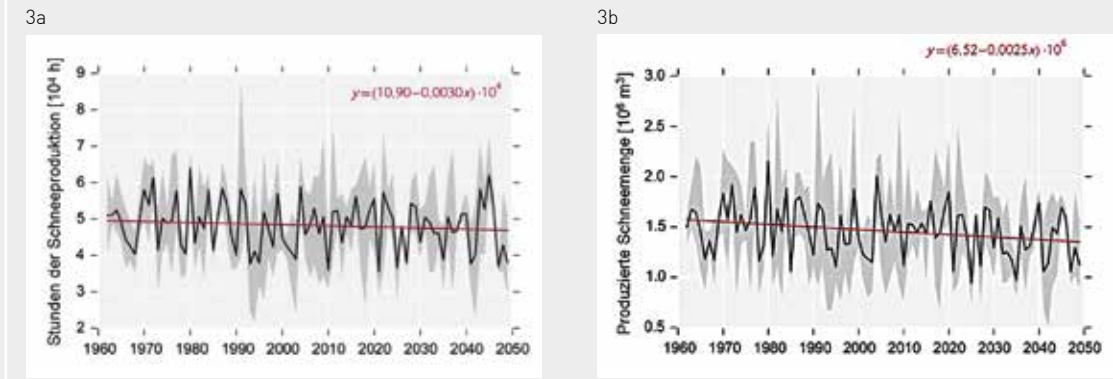 3a
Stunden der Schneeproduktion [10⁴ h]
9
8
7
6
5
4
3
2
y=(10,90−0,0030x)·10⁴
1960 1970 1980 1990 2000 2010 2020 2030 2040 2050
3b
Produzierte Schneemenge [10⁶ m³]
3.0
2.5
2.0
1.5
1.0
0.5
y=(6,52−0,0025x)·10⁶
1960 1970 1980 1990 2000 2010 2020 2030 2040 2050